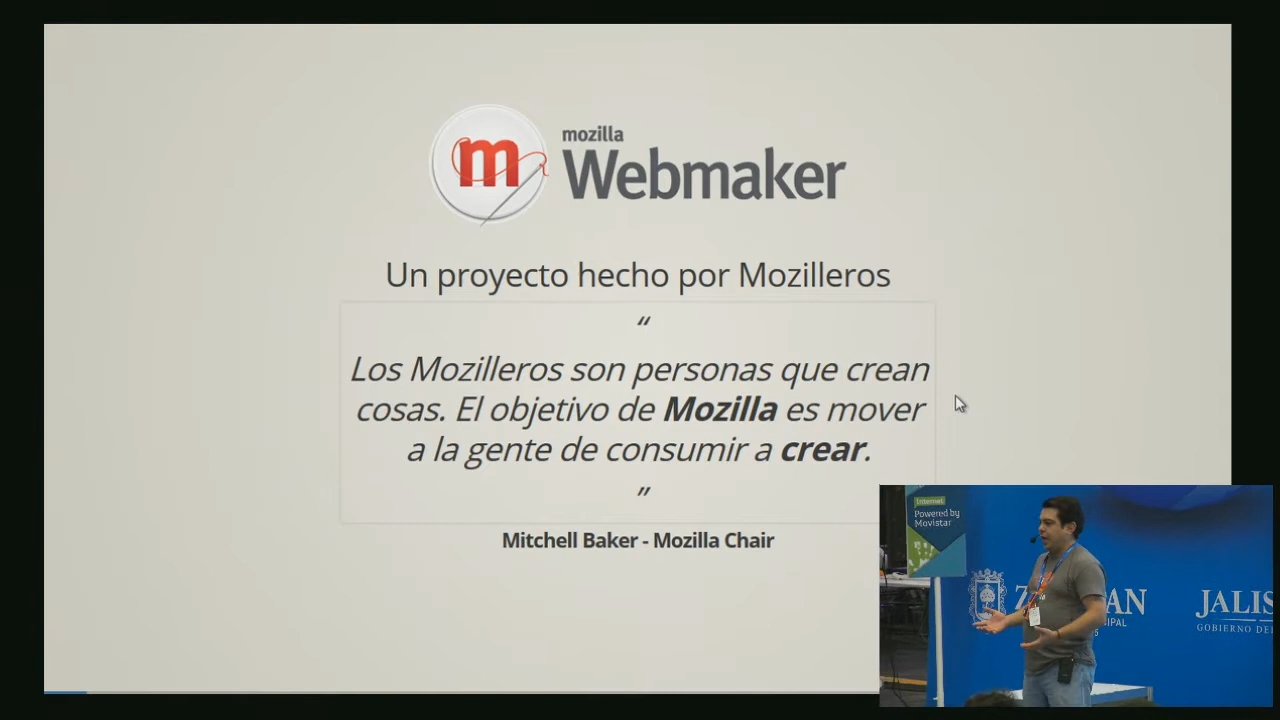 mozilla
Webmaker
Un proyecto hecho por Mozilleros
“
Los Mozilleros son personas que crean
cosas. El objetivo de Mozilla es mover
a la gente de consumir a crear.
”
Mitchell Baker - Mozilla Chair
Internet
Powered by
Movistar
JALIS
GOBIERNO DEL